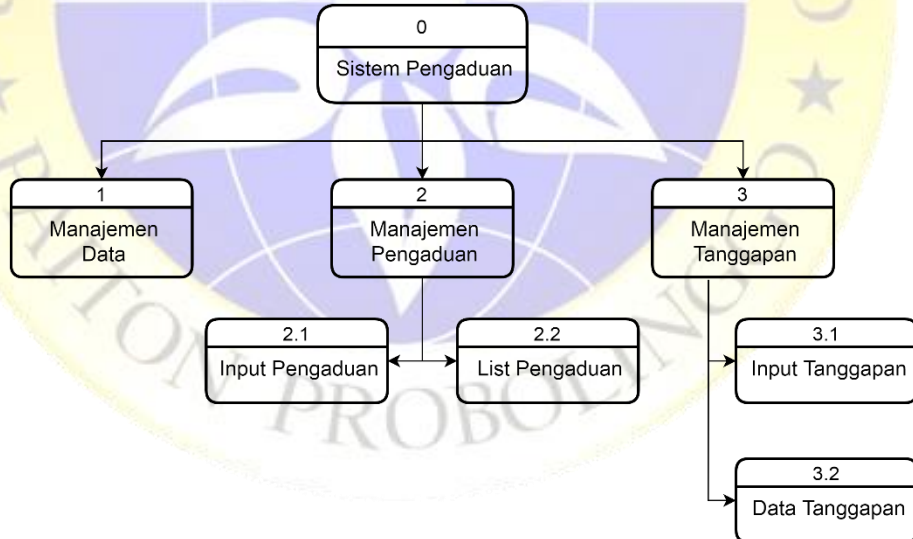 0
Sistem Pengaduan
1
Manajemen
Data
2
Manajemen
Pengaduan
3
Manajemen
Tanggapan
2.1
Input Pengaduan
2.2
List Pengaduan
3.1
Input Tanggapan
3.2
Data Tanggapan
PAITON PROBOLINGGO